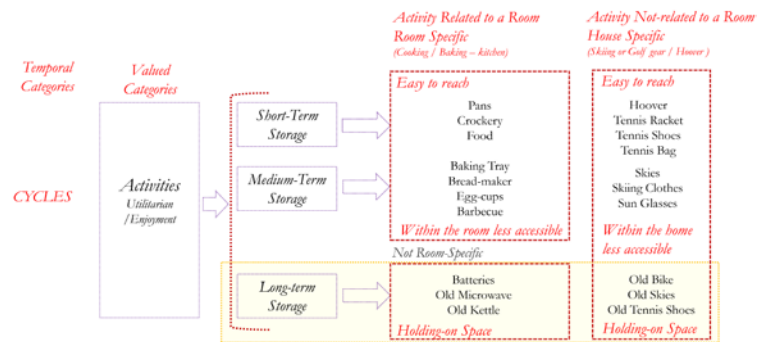 Activity Related to a Room
Room Specific
(Cooking / Baking – kitchen)
Activity Not-related to a Room
House Specific
(Skiing or Golf gear / Hoover )
Temporal
Categories
Valued
Categories
CYCLES
Activities
Utilitarian
/Enjoyment
Short-Term
Storage
Easy to reach
Pans
Crockery
Food
Easy to reach
Hoover
Tennis Racket
Tennis Shoes
Tennis Bag
Medium-Term
Storage
Baking Tray
Bread-maker
Egg-cups
Barbecue
Within the room less accessible
Skies
Skiing Clothes
Sun Glasses
Within the home
less accessible
Not Room-Specific
Long-term
Storage
Batteries
Old Microwave
Old Kettle
Holding-on Space
Old Bike
Old Skies
Old Tennis Shoes
Holding-on Space